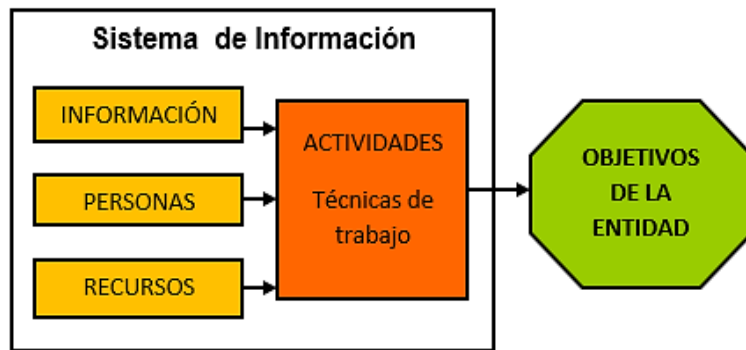 Sistema de Información
INFORMACIÓN
PERSONAS
RECURSOS
ACTIVIDADES
Técnicas de
trabajo
OBJETIVOS
DE LA
ENTIDAD